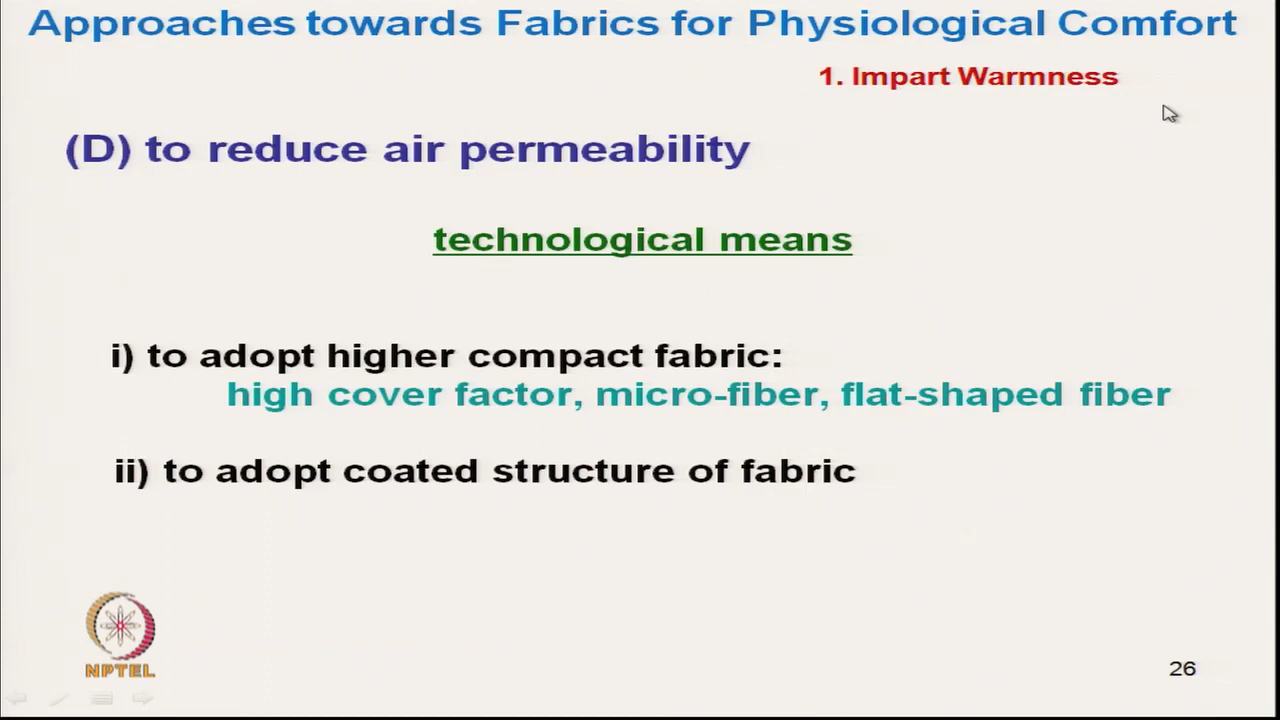 Approaches towards Fabrics for Physiological Comfort
1. Impart Warmness
(D) to reduce air permeability
technological means
i) to adopt higher compact fabric:
high cover factor, micro-fiber, flat-shaped fiber
ii) to adopt coated structure of fabric
NPTEL
26